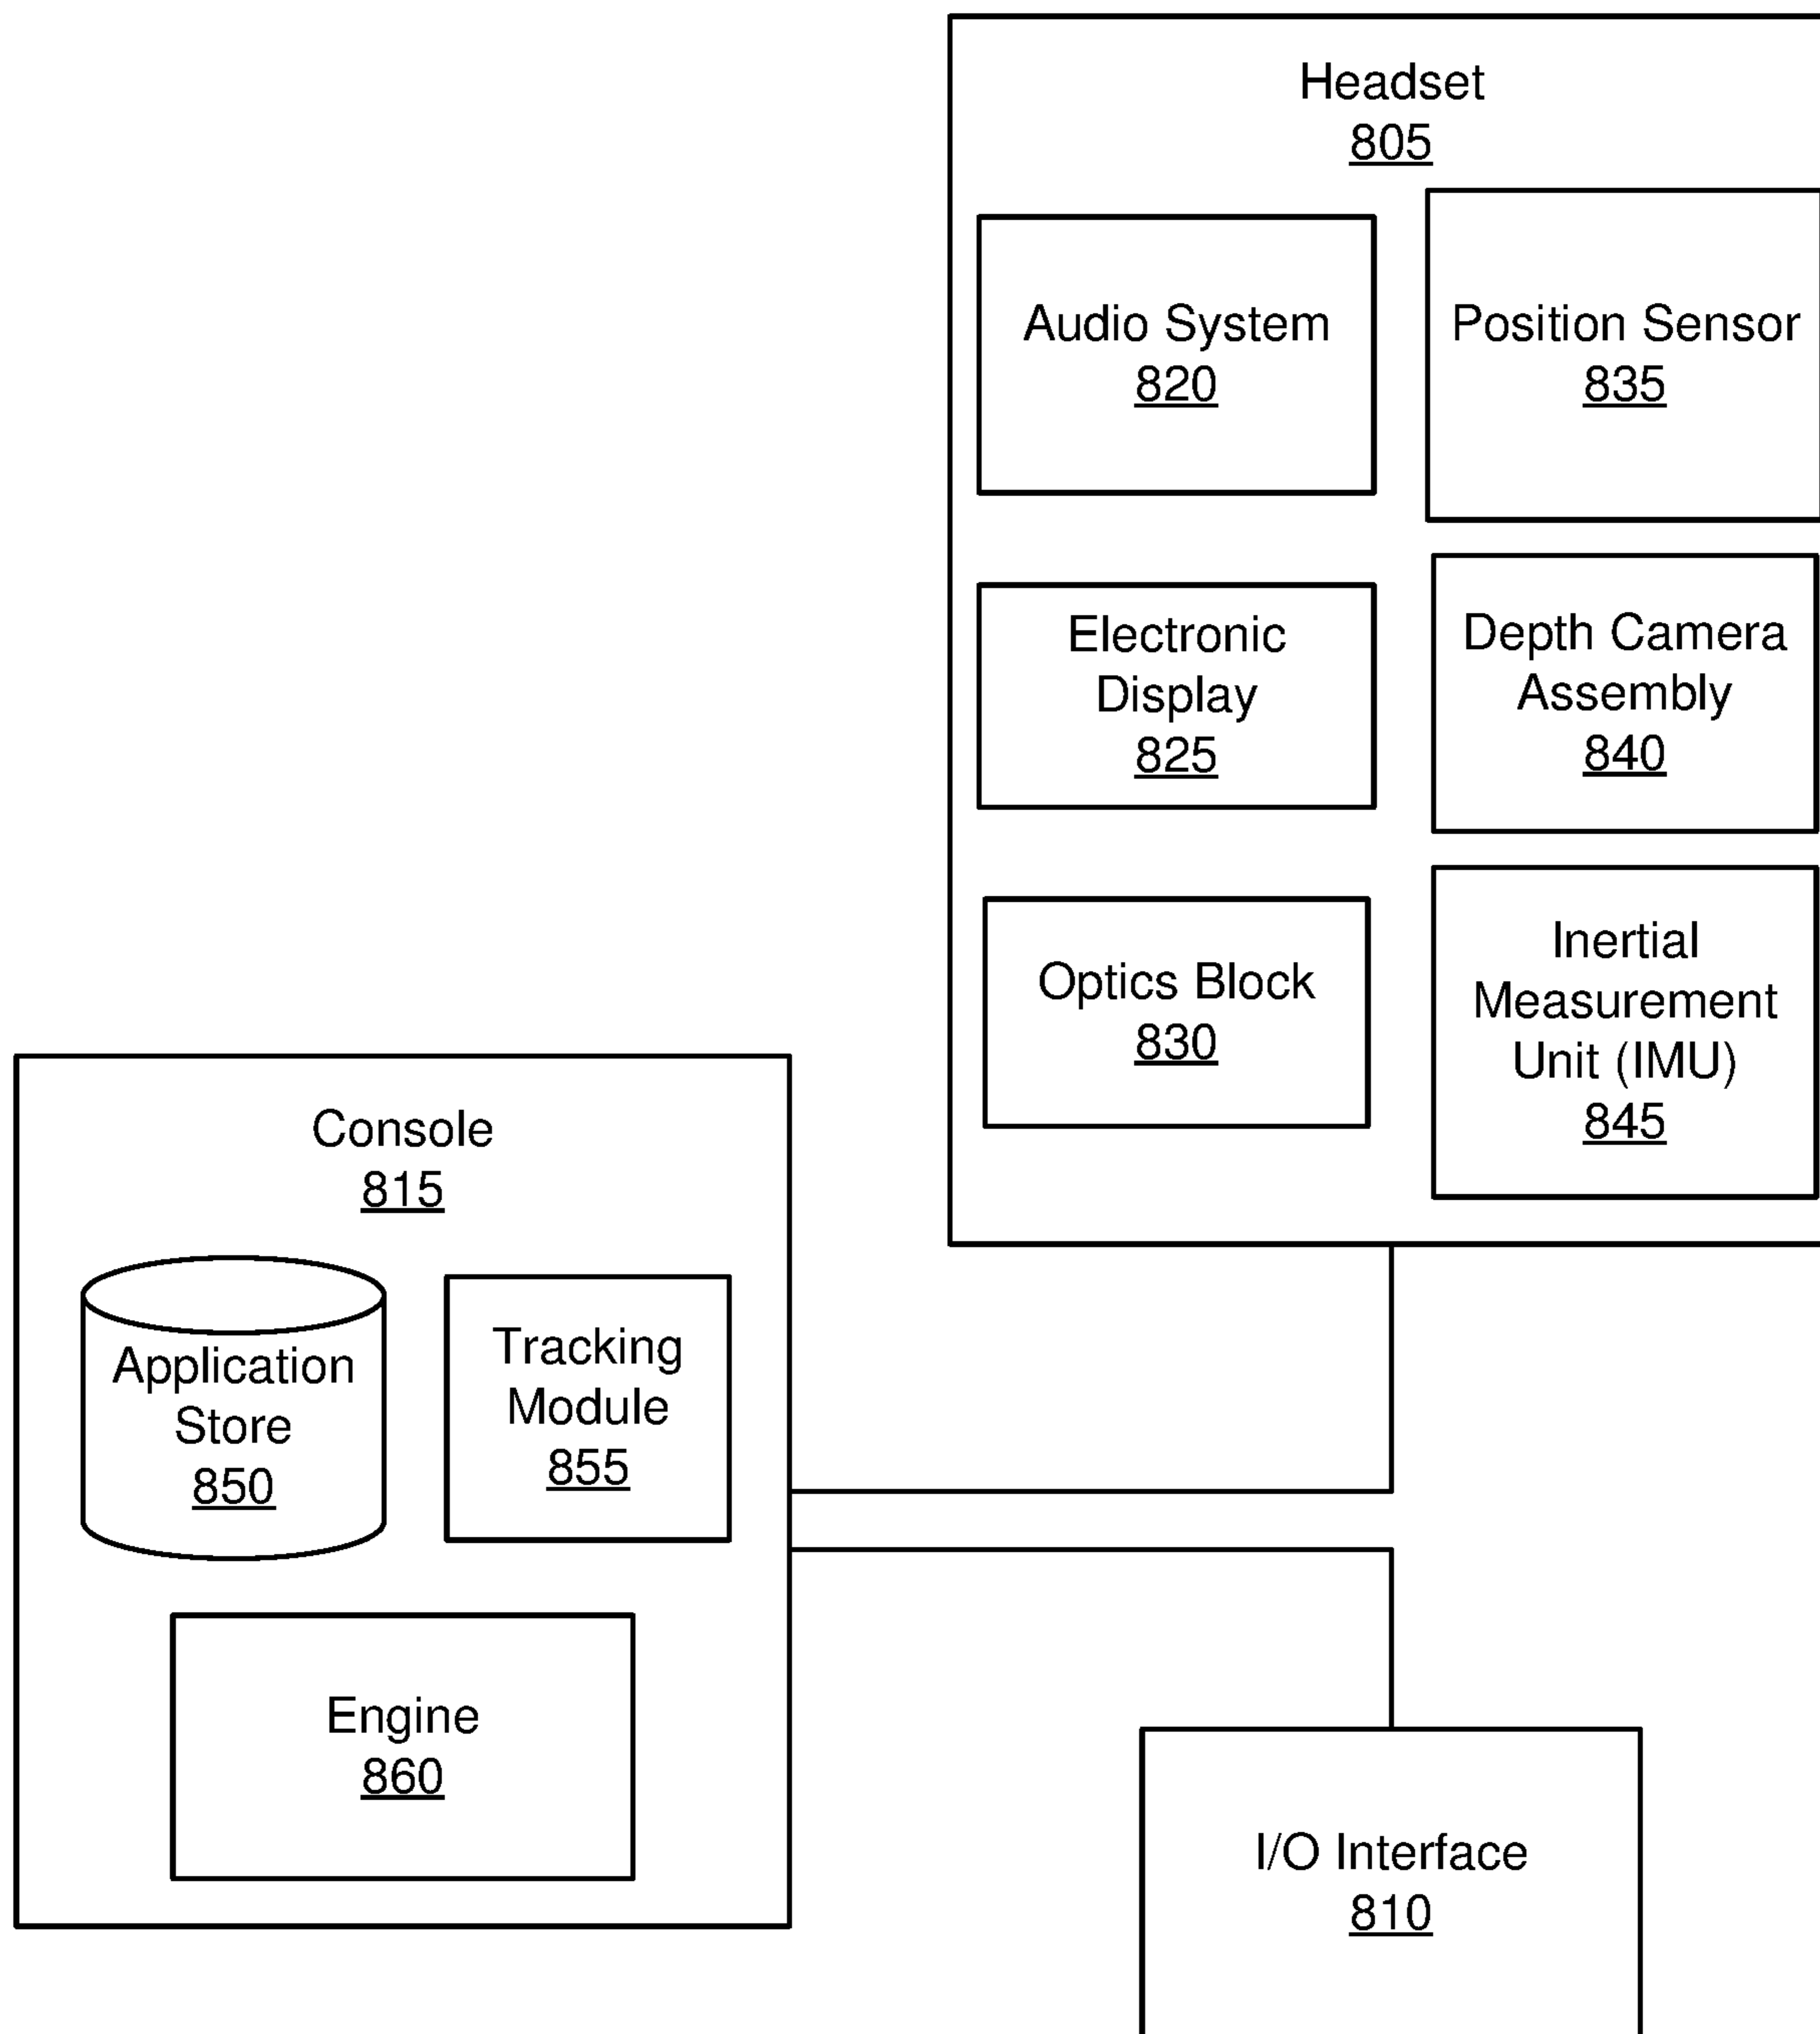 Headset
805
Audio System
820
Position Sensor
835
Electronic
Display
825
Depth Camera
Assembly
840
Optics Block
830
Inertial
Measurement
Unit (IMU)
845
Console
815
Application
Store
850
Tracking
Module
855
Engine
860
I/O Interface
810